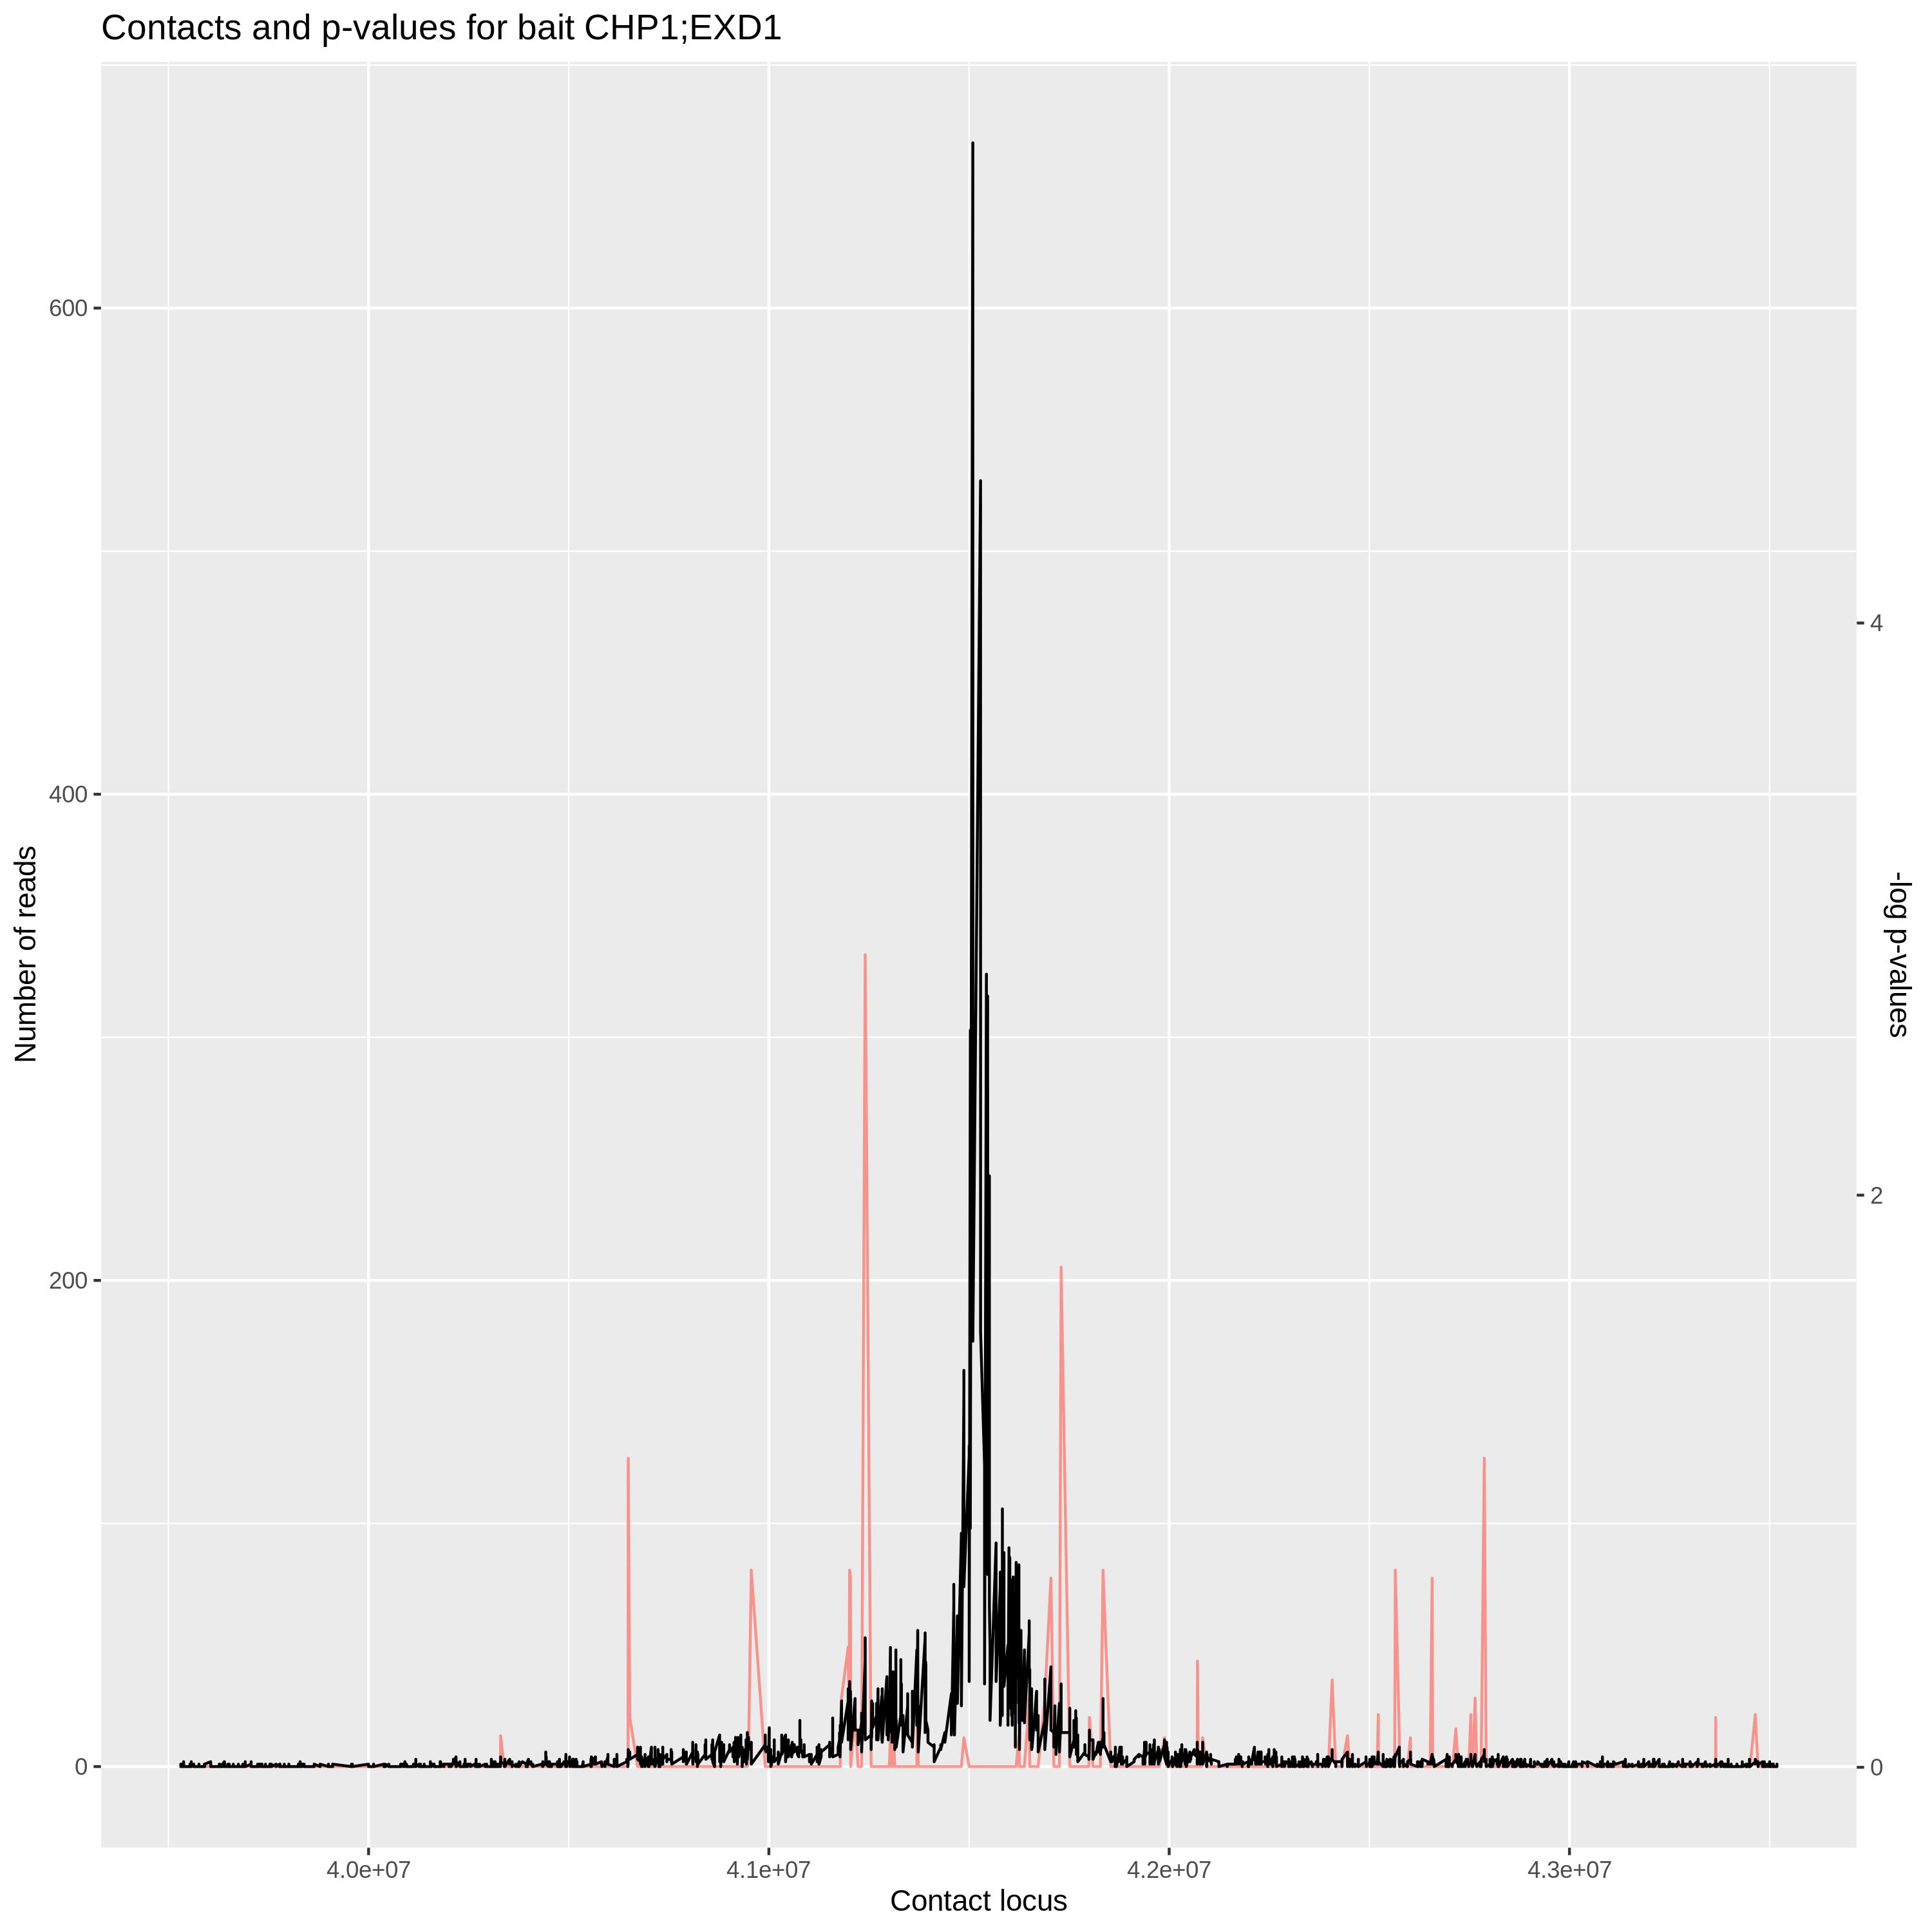 Contacts and p-values for bait CHP1;EXD1
600
400
200
0
Number of reads
4
2
0
-log p-values
4.0e+07
4.1e+07
4.2e+07
4.3e+07
Contact locus